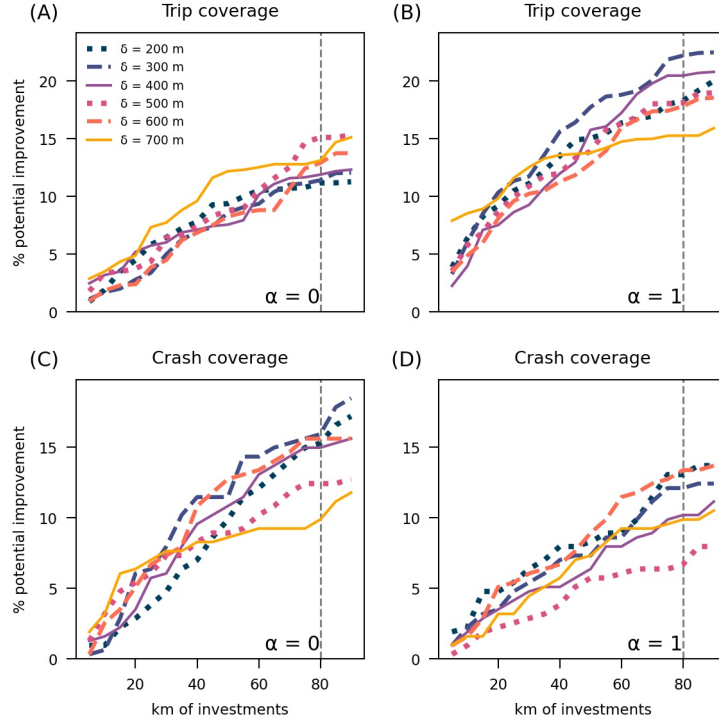 (A) Trip coverage
(B) Trip coverage
% potential improvement
20
15
10
5
0
δ = 200 m
δ = 300 m
δ = 400 m
δ = 500 m
δ = 600 m
δ = 700 m
α = 0
20
15
10
5
0
α = 1
(C) Crash coverage
(D) Crash coverage
% potential improvement
15
10
5
0
α = 0
20 40 60 80
km of investments
15
10
5
0
α = 1
20 40 60 80
km of investments